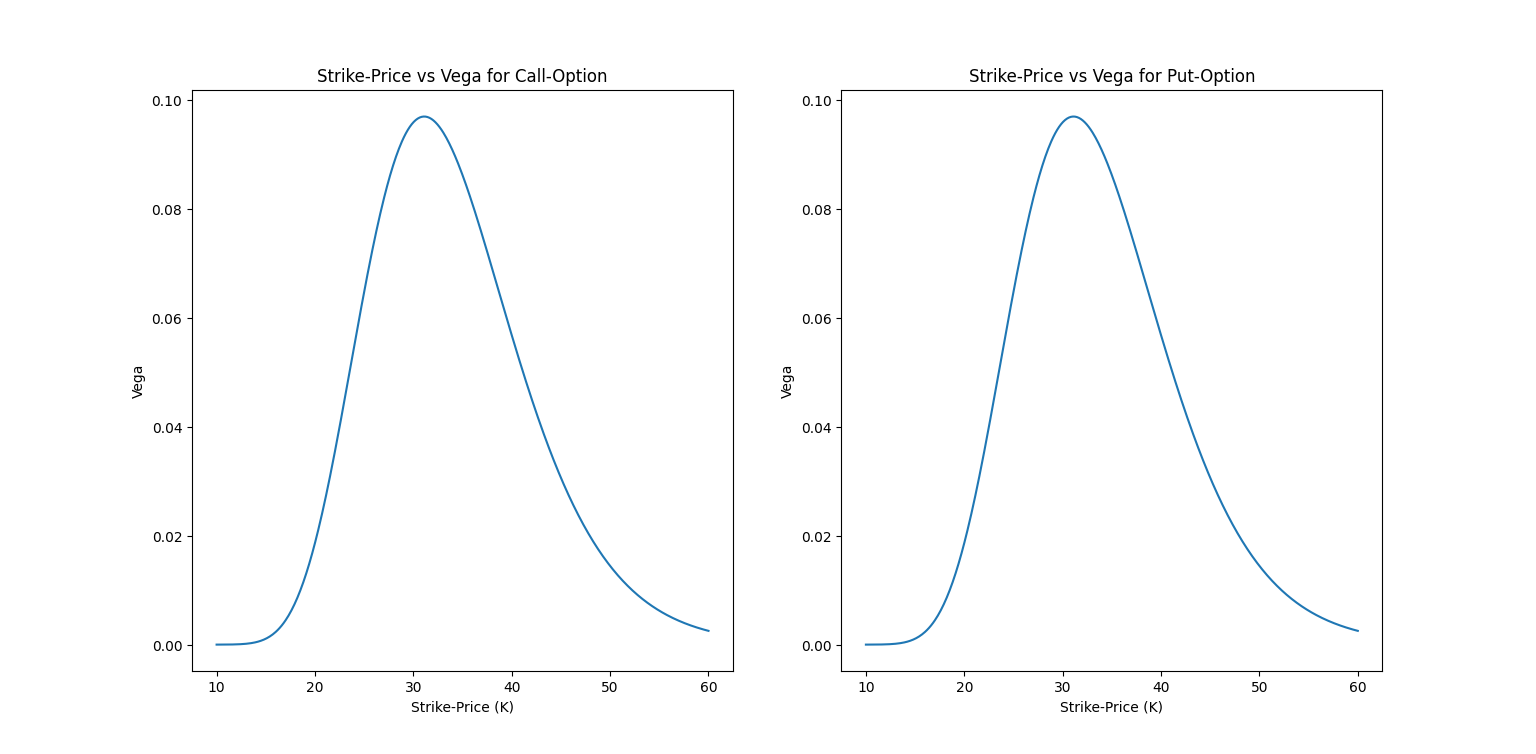 Strike-Price vs Vega for Call-Option
0.10
0.08
0.06
0.04
0.02
0.00
Vega
10 20 30 40 50 60
Strike-Price (K)
Strike-Price vs Vega for Put-Option
0.10
0.08
0.06
0.04
0.02
0.00
Vega
10 20 30 40 50 60
Strike-Price (K)